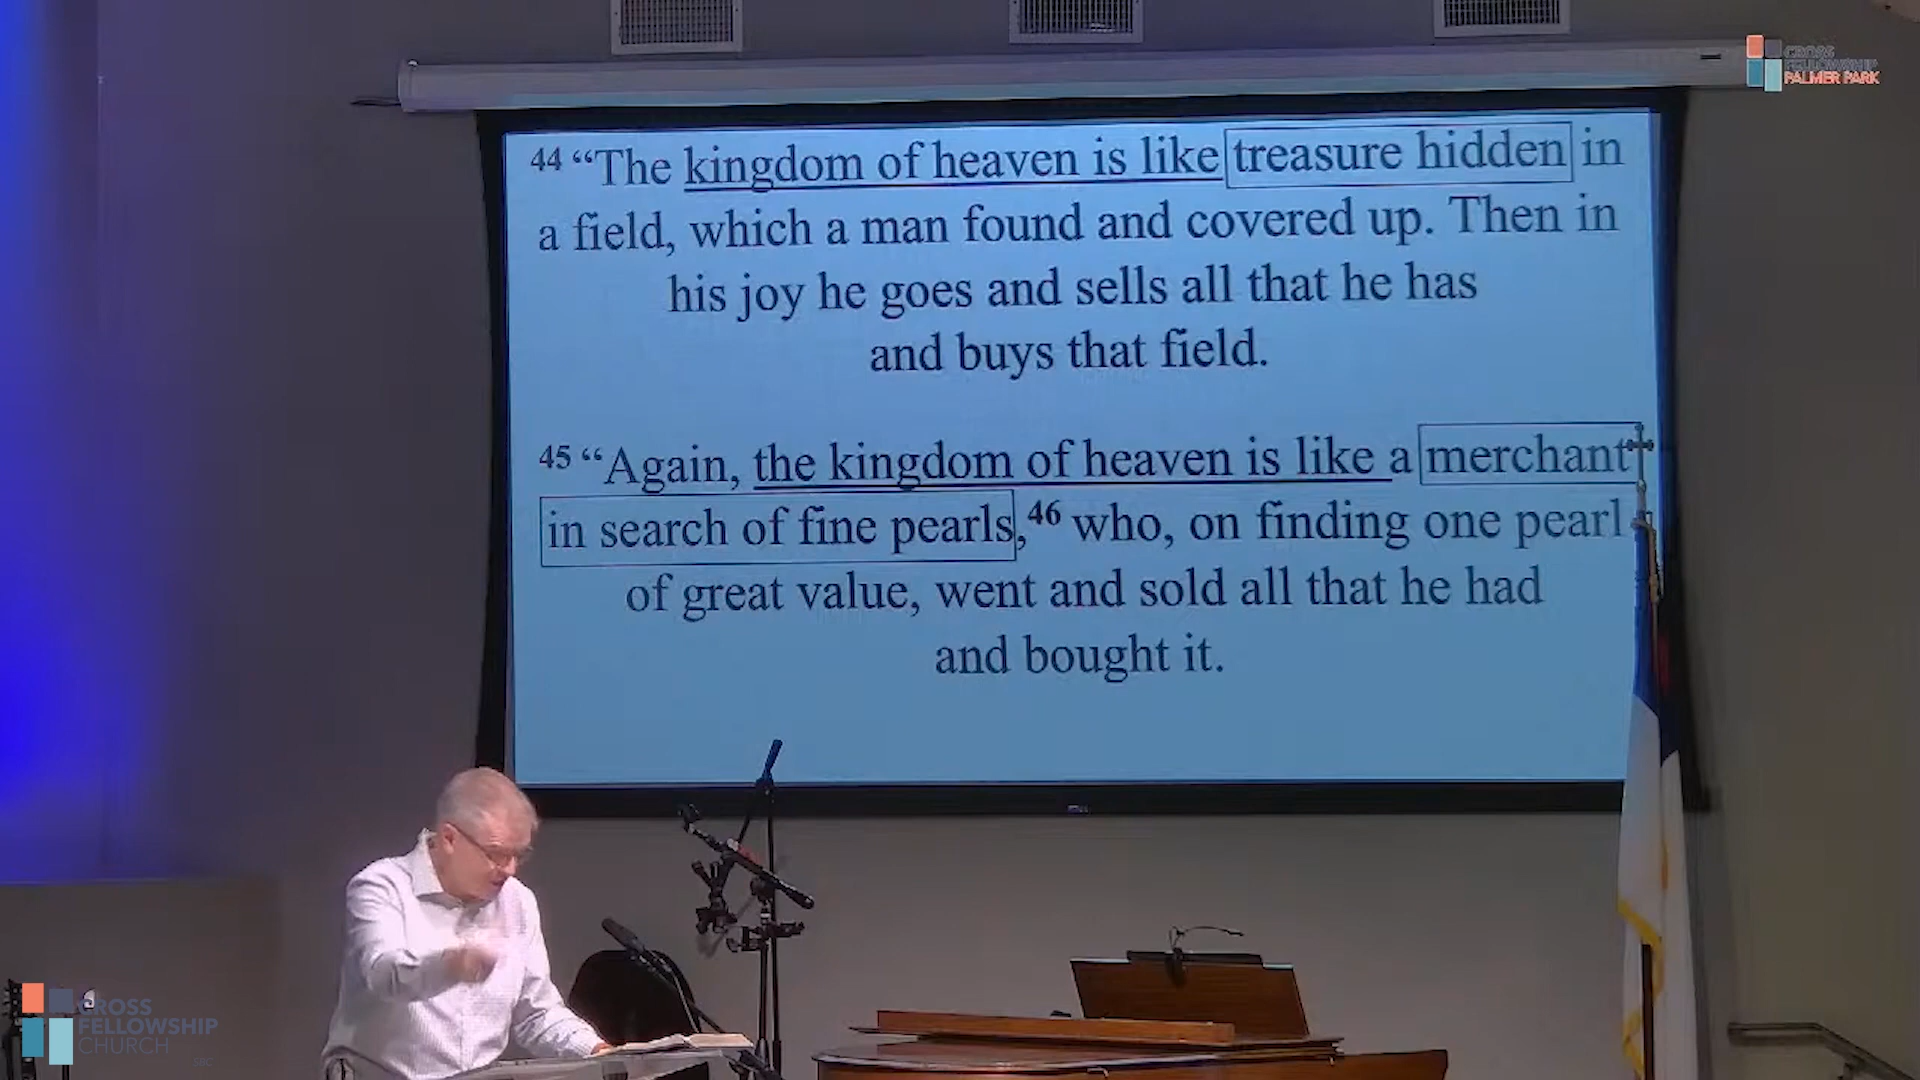 CROSS
FELLOWSHIP
PALMER PARK
44 “The kingdom of heaven is like treasure hidden in
a field, which a man found and covered up. Then in
his joy he goes and sells all that he has
and buys that field.
45 “Again, the kingdom of heaven is like a merchant
in search of fine pearls,46 who, on finding one pearl
of great value, went and sold all that he had
and bought it.
CROSS
FELLOWSHIP
CHURCH
SBC